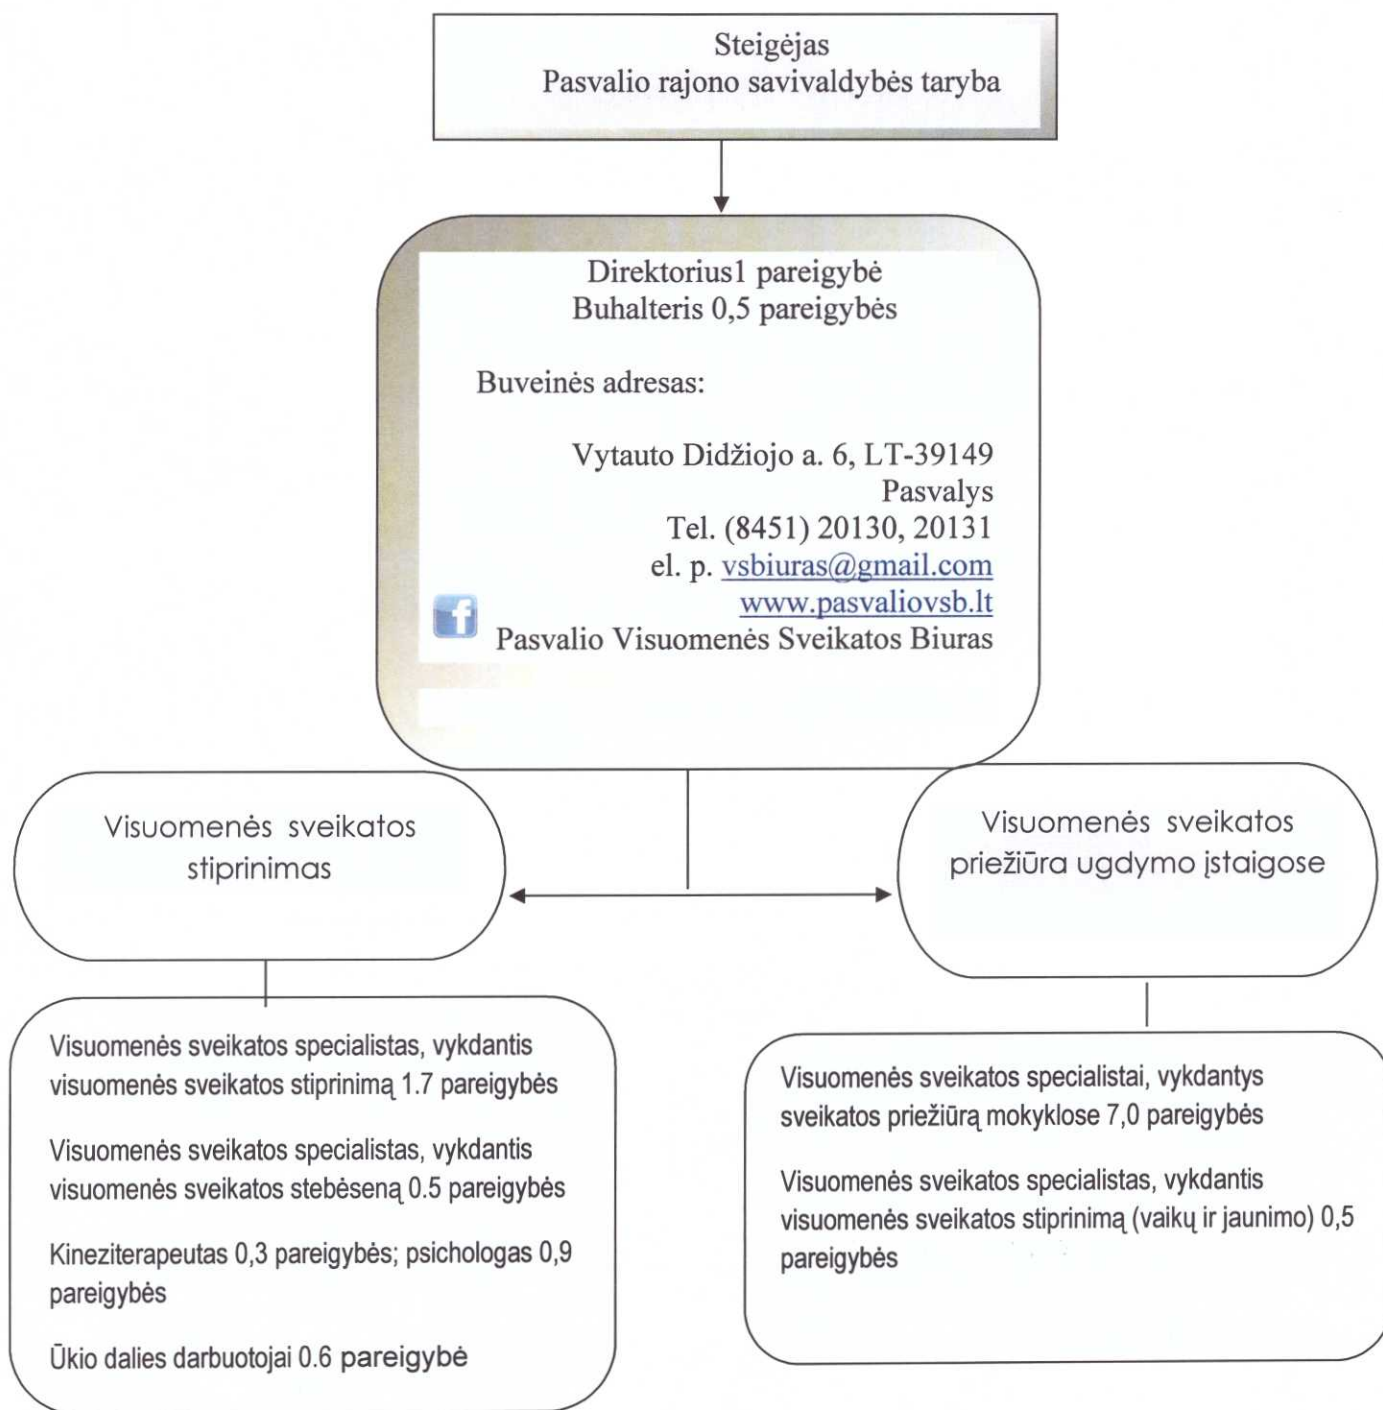 Steigėjas
Pasvalio rajono savivaldybės taryba
Direktorius1 pareigybė
Buhalteris 0,5 pareigybės
Buveinės adresas:
Vytauto Didžiojo a. 6, LT-39149
Pasvalys
Tel. (8451) 20130, 20131
el. p. vsbiuras@gmail.com
www.pasvaliovsb.lt
f
Pasvalio Visuomenės Sveikatos Biuras
Visuomenės sveikatos
stiprinimas
Visuomenės sveikatos
priežiūra ugdymo įstaigose
Visuomenės sveikatos specialistas, vykdantis
visuomenės sveikatos stiprinimą 1.7 pareigybės
Visuomenės sveikatos specialistas, vykdantis
visuomenės sveikatos stebėseną 0.5 pareigybės
Kineziterapeutas 0,3 pareigybės; psichologas 0,9
pareigybės
Ūkio dalies darbuotojai 0.6 pareigybė
Visuomenės sveikatos specialistai, vykdantys
sveikatos priežiūrą mokyklose 7,0 pareigybės
Visuomenės sveikatos specialistas, vykdantis
visuomenės sveikatos stiprinimą (vaikų ir jaunimo) 0,5
pareigybės